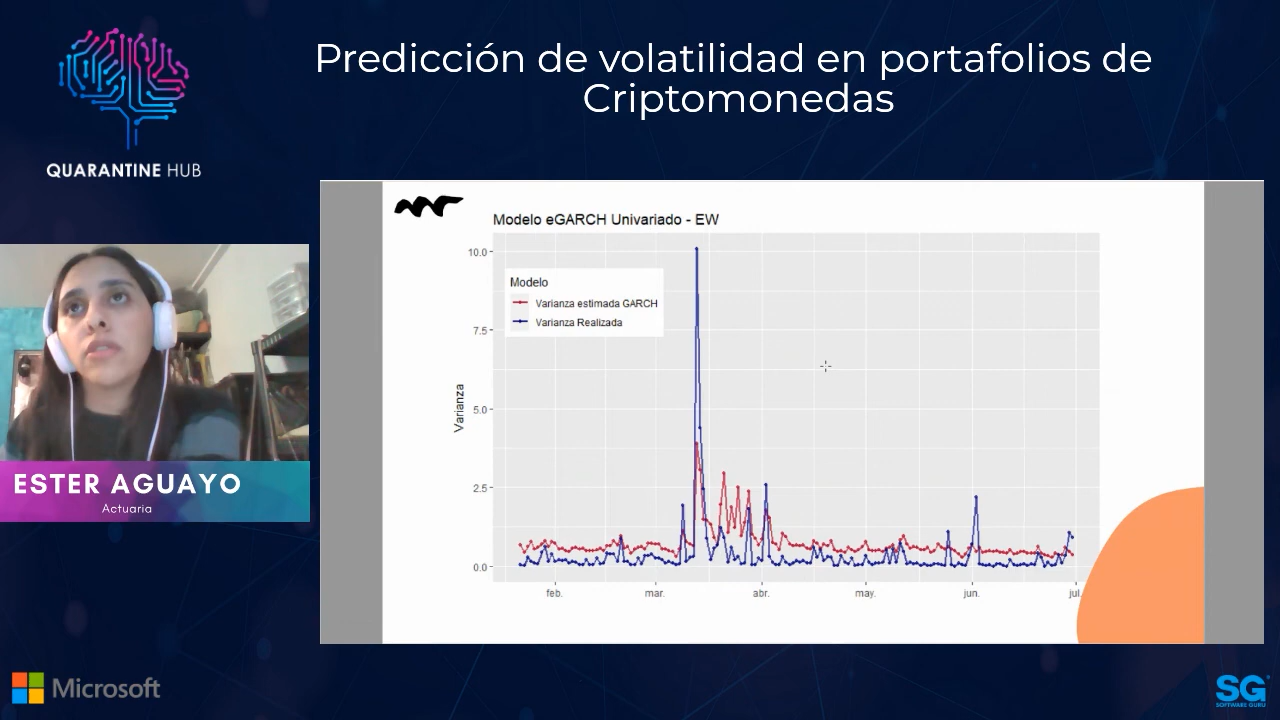 Predicción de volatilidad en portafolios de
Criptomonedas
QUARANTINE HUB
Modelo eGARCH Univariado - EW
10.0
7.5
5.0
2.5
0.0
Varianza
Modelo
Varianza estimada GARCH
Varianza Realizada
feb.
mar.
abr.
may.
jun.
jul.
ESTER AGUAYO
Actuaria
Microsoft
SG
SOFTWARE GURU